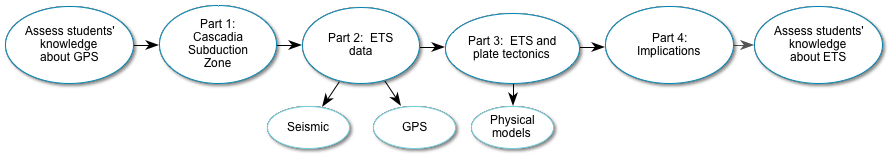 Assess students'
knowledge
about GPS
Part 1:
Cascadia
Subduction
Zone
Part 2:  ETS
data
Part 3:  ETS and
plate tectonics
Part 4:
Implications
Assess students'
knowledge
about ETS
Seismic
GPS
Physical
models